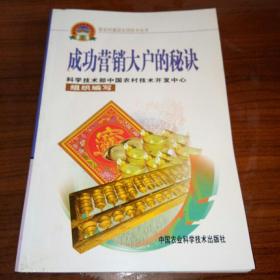 成功营销大户的秘诀
科学技术部中国农村技术开发中心
组织编写
中国农业科学技术出版社